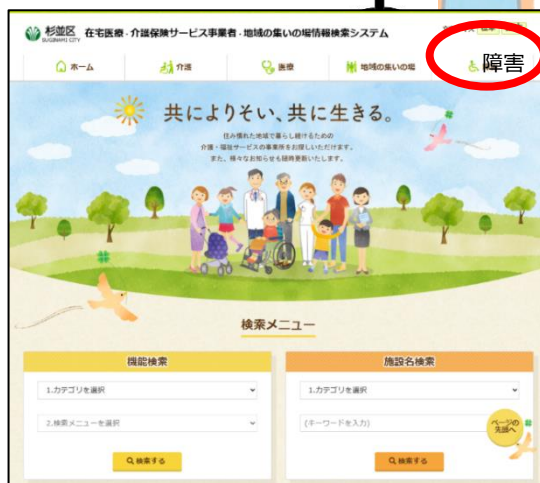 杉並区
SUGINAMI CITY
在宅医療・介護保険サービス事業者・地域の集いの場情報検索システム
ホーム
介護
医療
地域の集いの場
障害
共によりそい、共に生きる。
住み慣れた地域で暮らし続けるための
介護・福祉サービスの事業所をお探しいただけます。
また、様々なお知らせも随時更新いたします。
検索メニュー
機能検索
1.カテゴリを選択
2.検索メニューを選択
検索する
施設名検索
1.カテゴリを選択
(キーワードを入力)
検索する
ページの
先頭へ